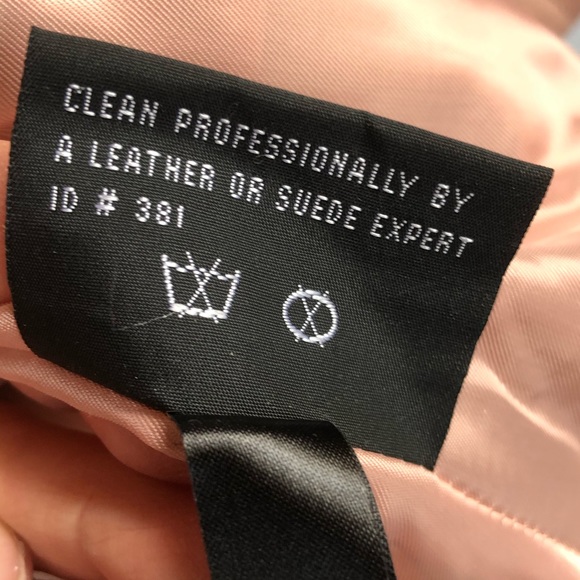 CLEAN PROFESSIONALLY BY
A LEATHER OR SUEDE EXPERT
ID # 381